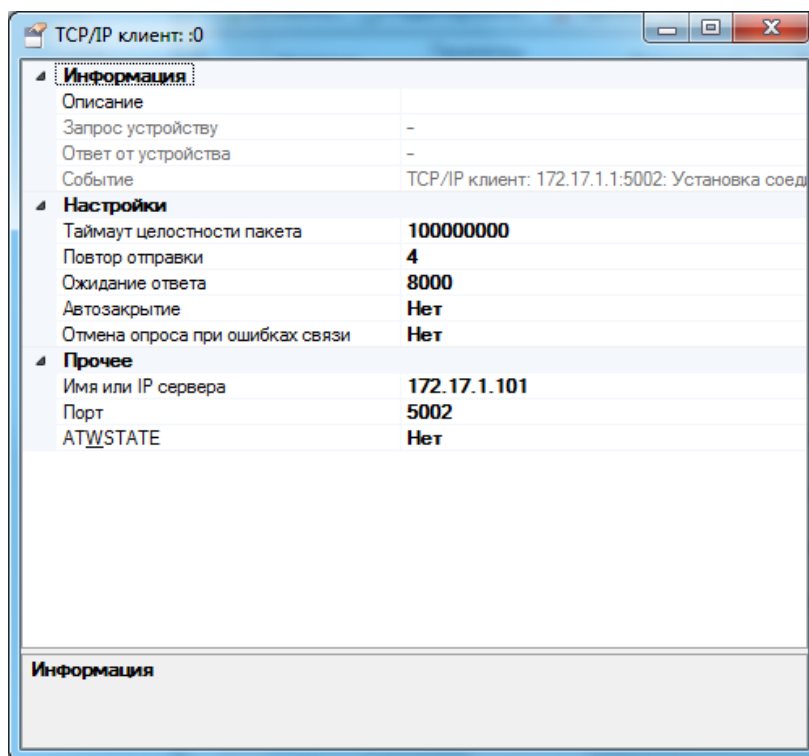 TCP/IP клиент: :0
Информация
Описание
Запрос устройству -
Ответ от устройства -
Событие TCP/IP клиент: 172.17.1.1:5002: Установка соед
Настройки
Таймаут целостности пакета 100000000
Повтор отправки 4
Ожидание ответа 8000
Автозакрытие Нет
Отмена опроса при ошибках связи Нет
Прочее
Имя или IP сервера 172.17.1.101
Порт 5002
ATWSTATE Нет
Информация